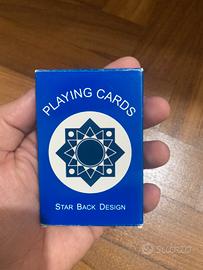 PLAYING CARDS
STAR BACK DESIGN
subito